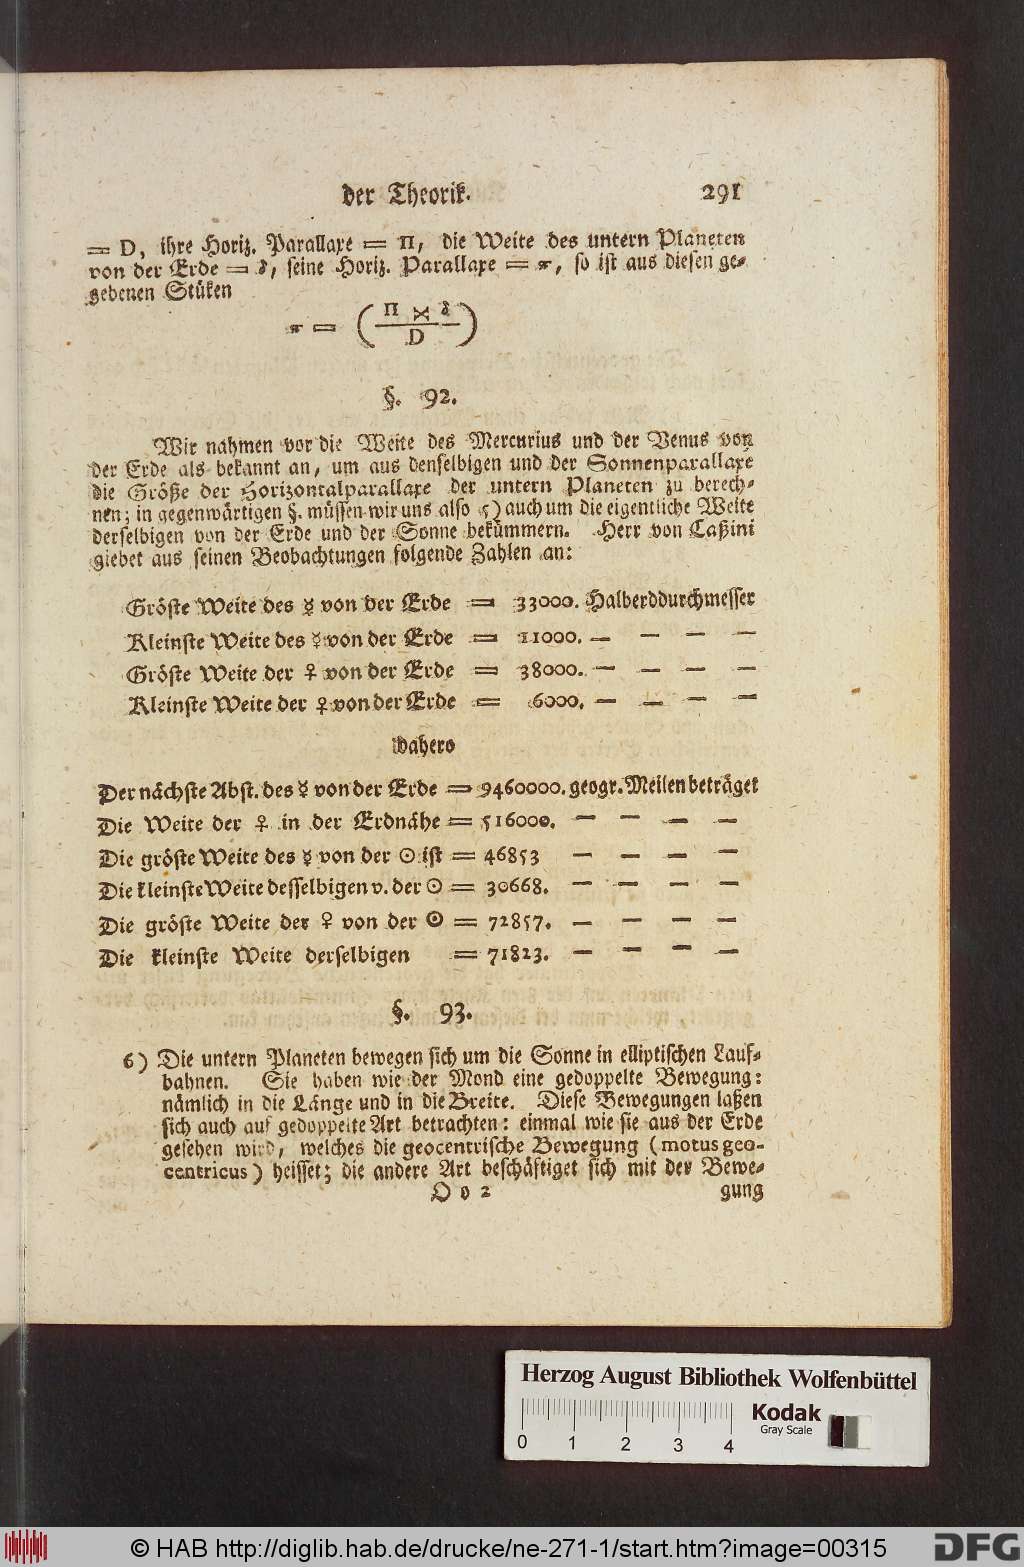 der Theorik. 291
= D, ihre Horiz. Parallaxe = Π, die Weite des untern Planeten
von der Erde = δ, seine Horiz. Parallaxe = π, so ist aus diesen ge-
gebenen Stüken
π = ( Π × δ / D )
§. 92.
Wir nahmen vor die Weite des Mercurius und der Venus von
der Erde als bekannt an, um aus denselbigen und der Sonnenparallaxe
die Größe der Horizontalparallaxe der untern Planeten zu berech-
nen; in gegenwärtigen §. müssen wir uns also 5) auch um die eigentliche Weite
derselbigen von der Erde und der Sonne bekümmern. Herr von Caßini
giebet aus seinen Beobachtungen folgende Zahlen an:
Gröste Weite des ☿ von der Erde = 33000. Halberddurchmesser
Kleinste Weite des ☿ von der Erde = 11000. — — — —
Gröste Weite der ♀ von der Erde = 38000. — — — —
Kleinste Weite der ♀ von der Erde = 6000. — — — —
dahero
Der nächste Abst. des ☿ von der Erde = 9460000. geogr. Meilen beträget
Die Weite der ♀ in der Erdnähe = 516000. — — — —
Die gröste Weite des ☿ von der ☉ ist = 46853 — — — —
Die kleinste Weite desselbigen v. der ☉ = 30668. — — — —
Die gröste Weite der ♀ von der ☉ = 72857. — — — —
Die kleinste Weite derselbigen = 71823. — — — —
§. 93.
6) Die untern Planeten bewegen sich um die Sonne in elliptischen Lauf-
bahnen. Sie haben wie der Mond eine gedoppelte Bewegung:
nämlich in die Länge und in die Breite. Diese Bewegungen laßen
sich auch auf gedoppelte Art betrachten: einmal wie sie aus der Erde
gesehen wird, welches die geocentrische Bewegung (motus geo-
centricus) heisset; die andere Art beschäftiget sich mit der Bewe-
O o 2 gung
Herzog August Bibliothek Wolfenbüttel
Kodak
Gray Scale
0 1 2 3 4
© HAB http://diglib.hab.de/drucke/ne-271-1/start.htm?image=00315
DFG